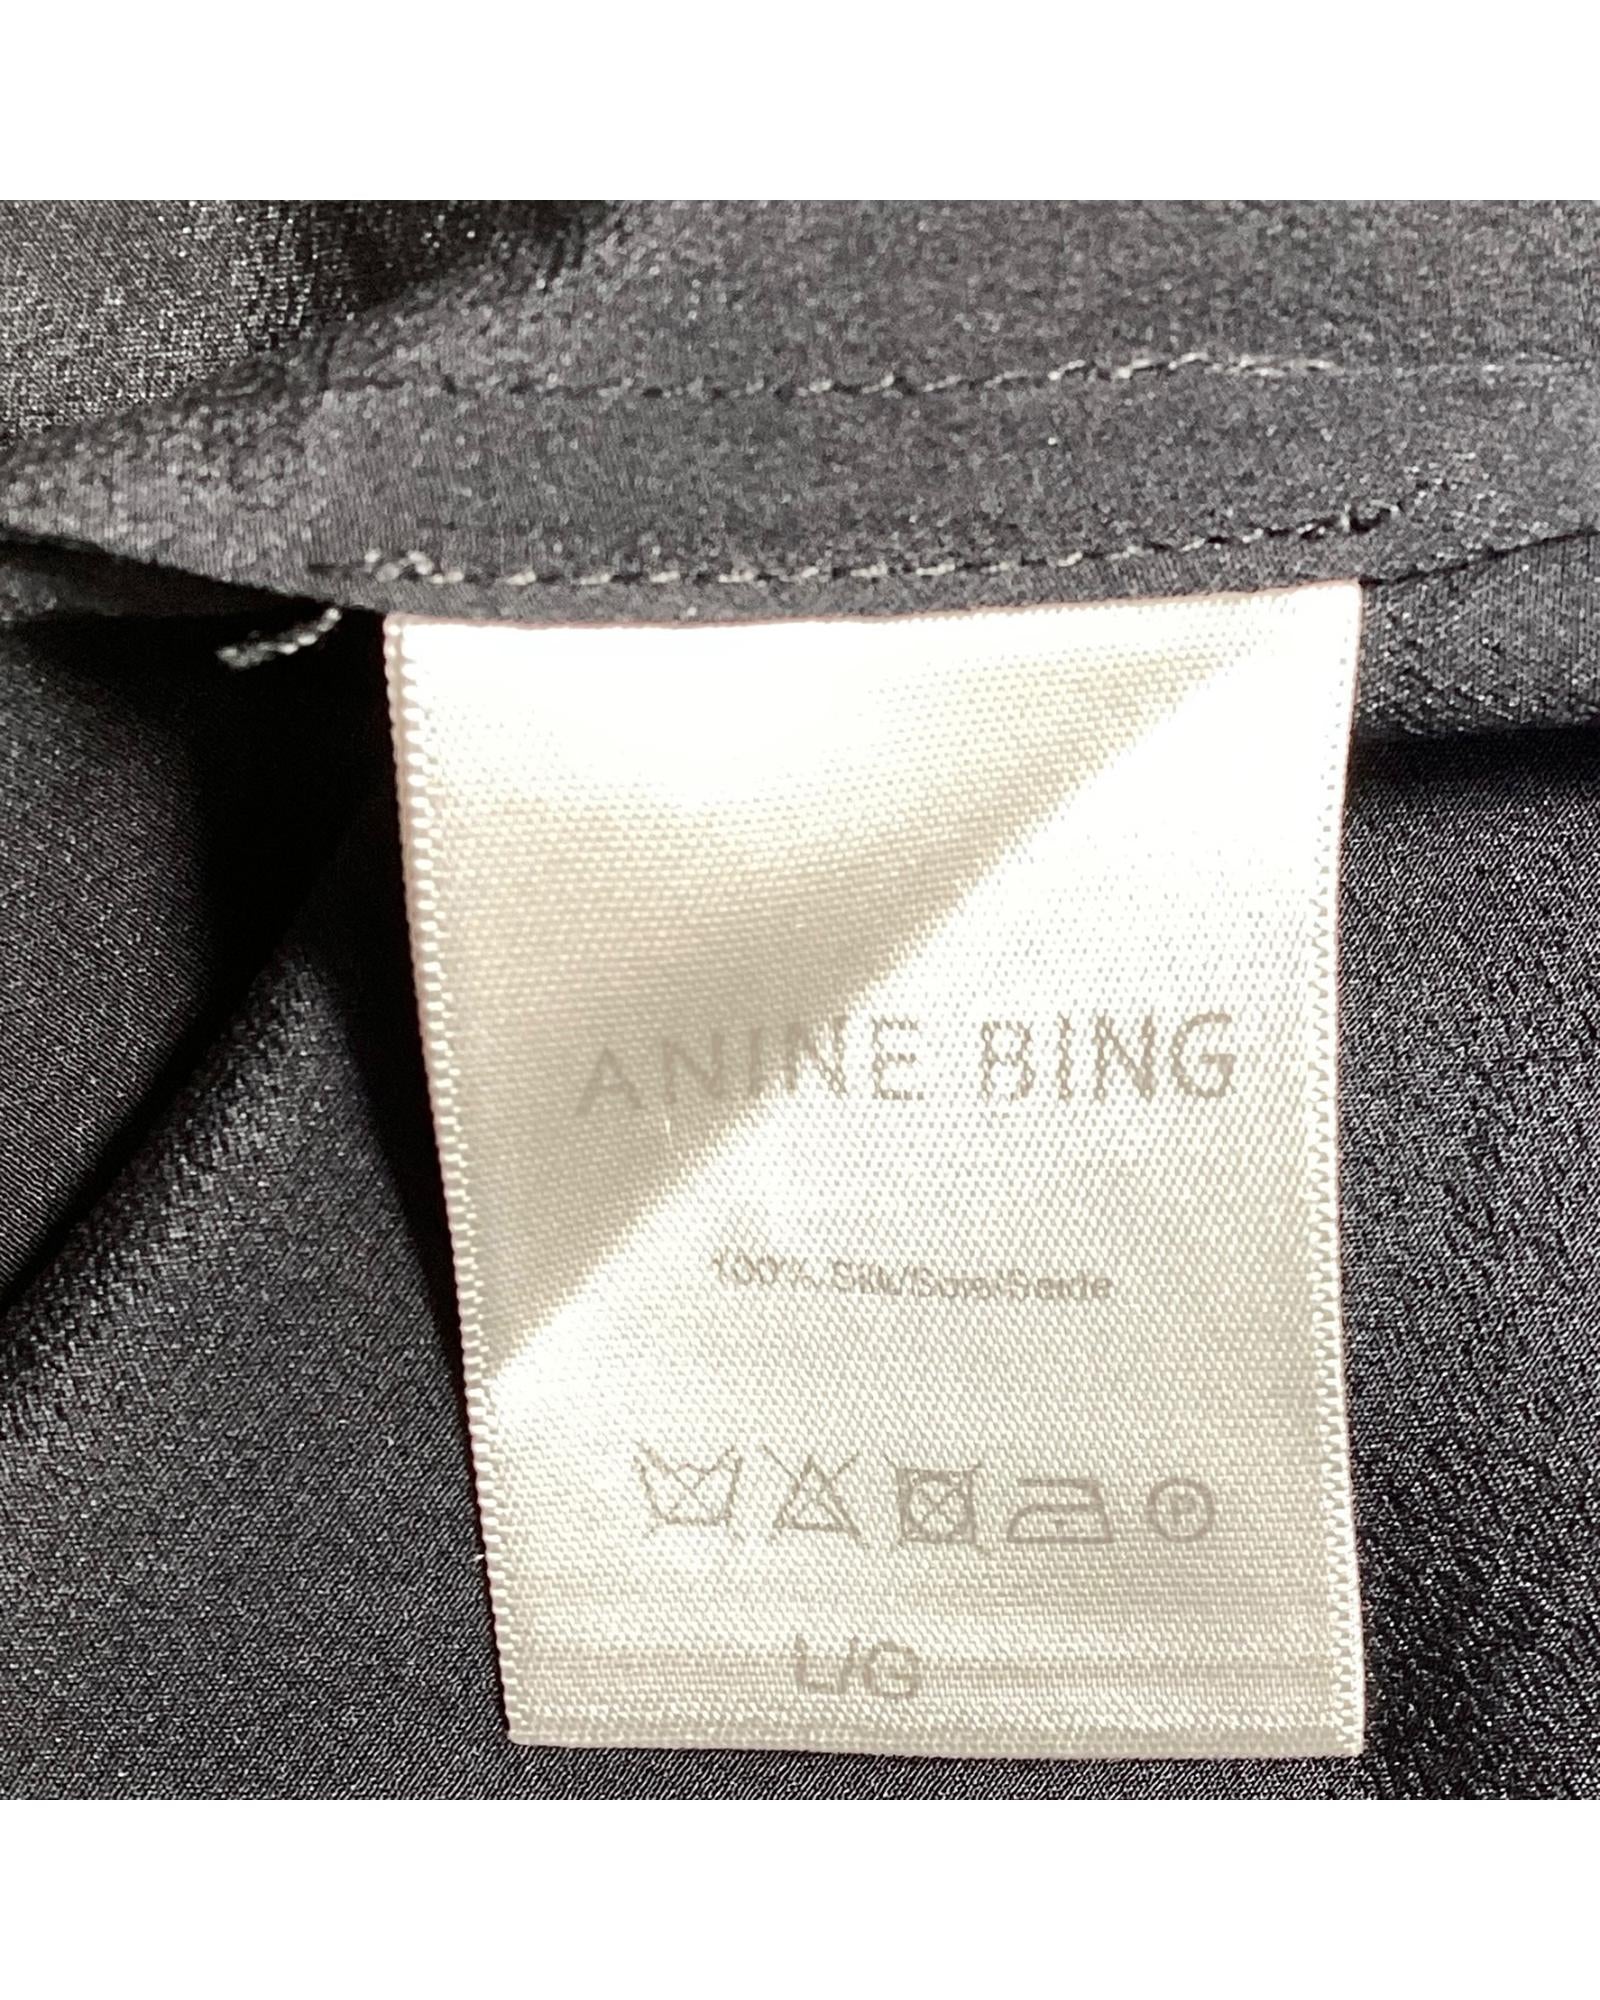 ANINE BING
100% Silk/Soie/Seide
P
L/G